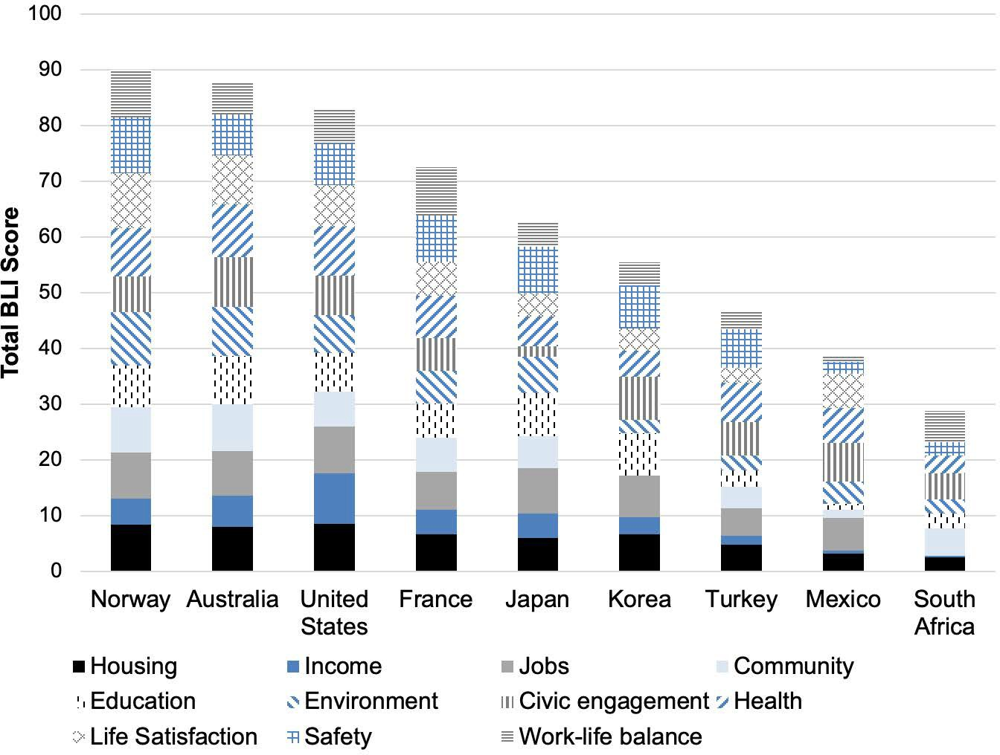 100
90
80
70
60
50
40
30
20
10
0
Total BLI Score
Norway Australia United States France Japan Korea Turkey Mexico South Africa
Housing Income Jobs Community
Education Environment Civic engagement Health
Life Satisfaction Safety Work-life balance